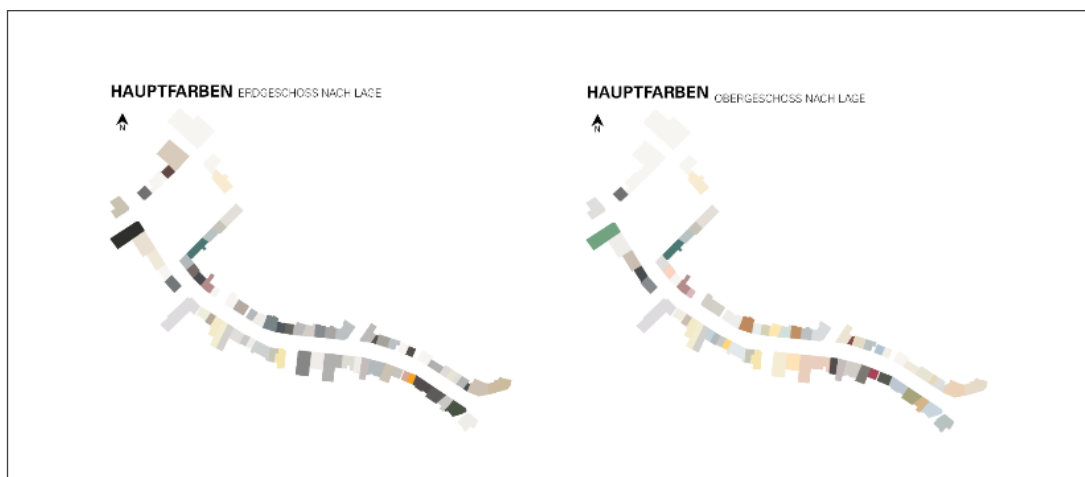 HAUPTFARBEN ERDGESCHOSS NACH LAGE
N
HAUPTFARBEN OBERGESCHOSS NACH LAGE
N